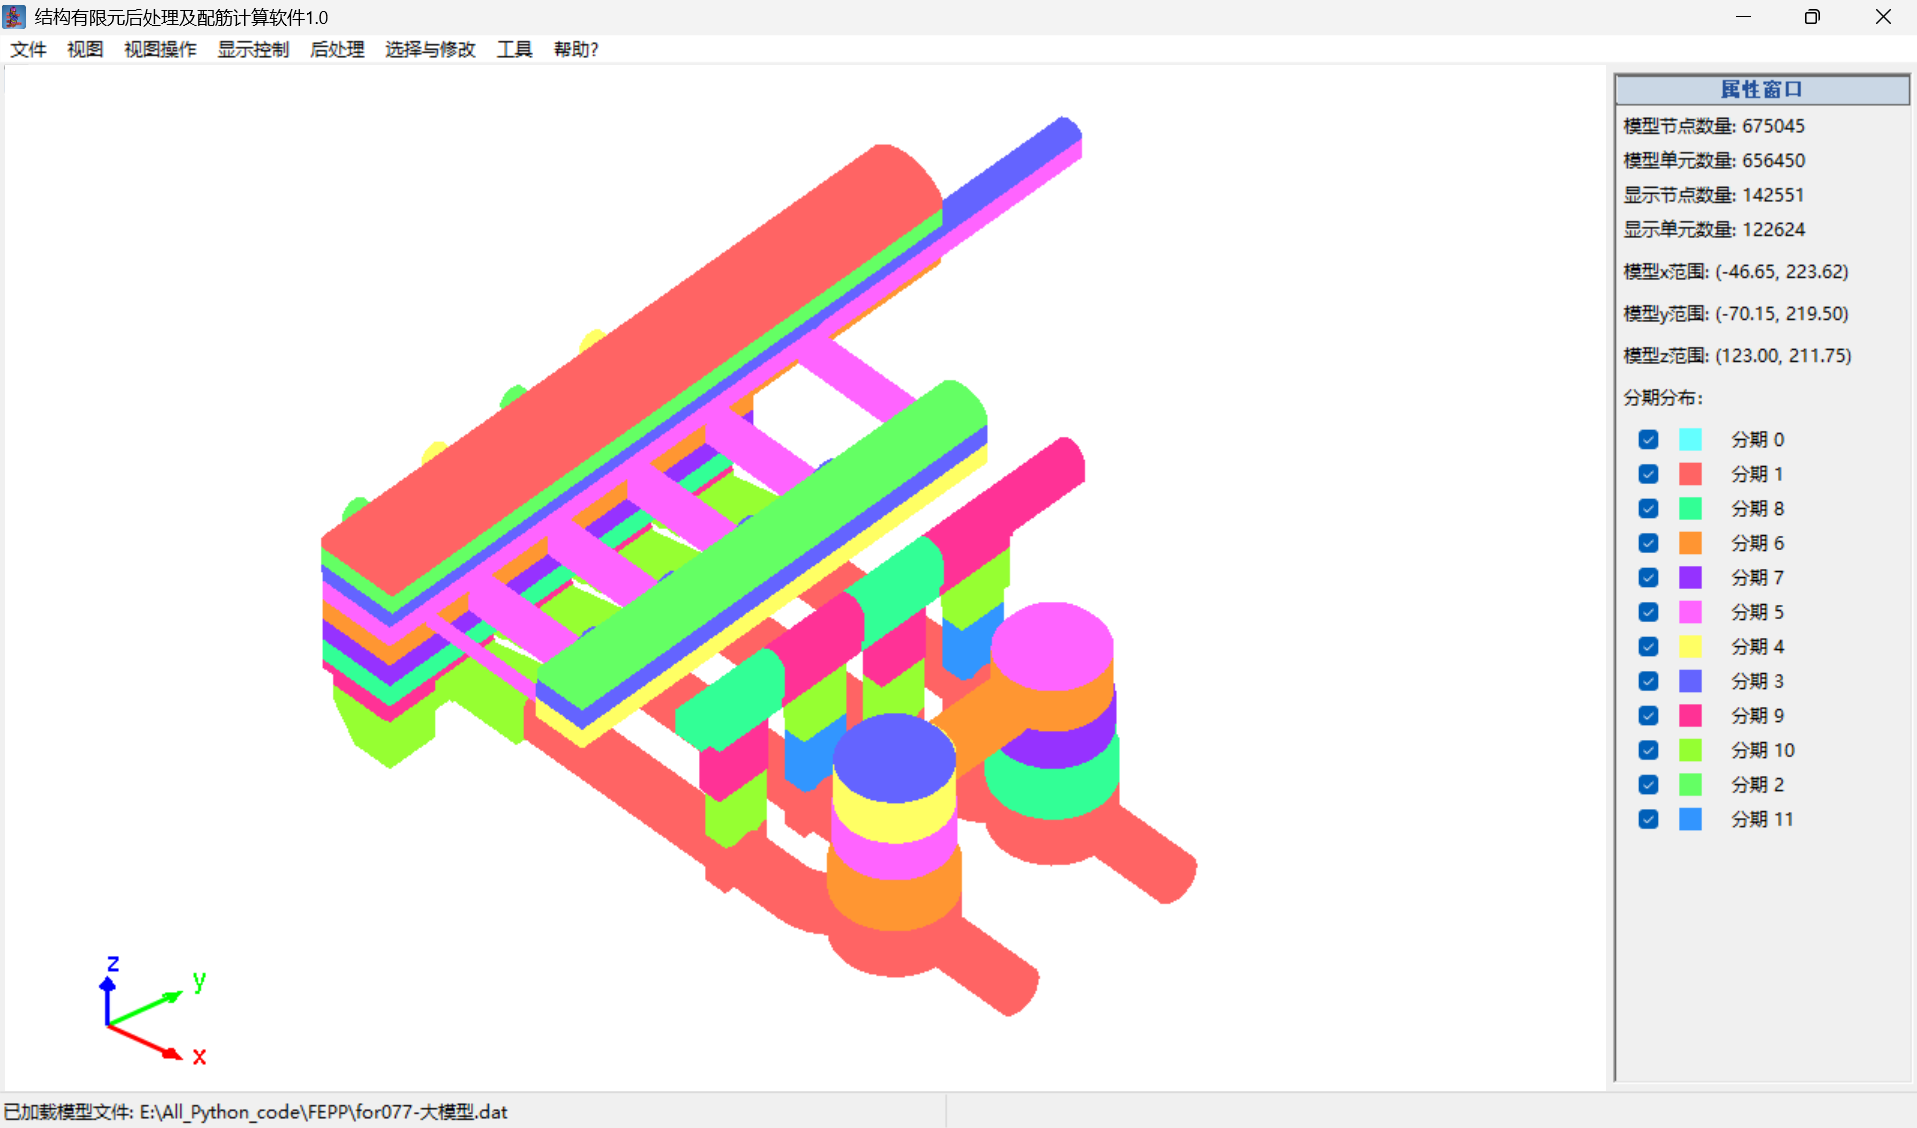 结构有限元后处理及配筋计算软件1.0
文件 视图 视图操作 显示控制 后处理 选择与修改 工具 帮助?
属性窗口
模型节点数量: 675045
模型单元数量: 656450
显示节点数量: 142551
显示单元数量: 122624
模型x范围: (-46.65, 223.62)
模型y范围: (-70.15, 219.50)
模型z范围: (123.00, 211.75)
分期分布:
分期 0
分期 1
分期 8
分期 6
分期 7
分期 5
分期 4
分期 3
分期 9
分期 10
分期 2
分期 11
z
y
x
已加载模型文件: E:\All_Python_code\FEPP\for077-大模型.dat